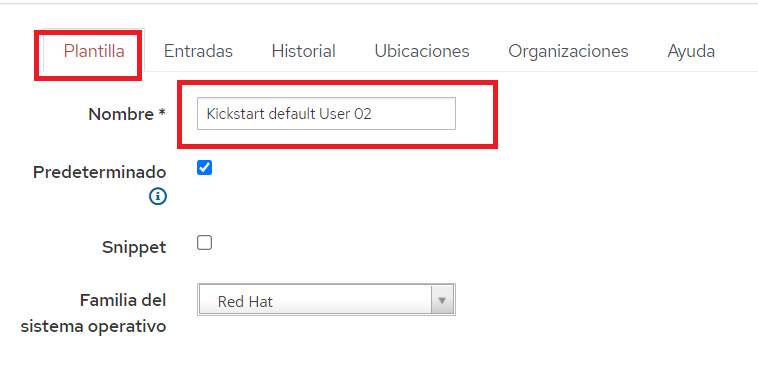 Plantilla Entradas Historial Ubicaciones Organizaciones Ayuda
Nombre * Kickstart default User 02
Predeterminado
Snippet
Familia del
sistema operativo
Red Hat